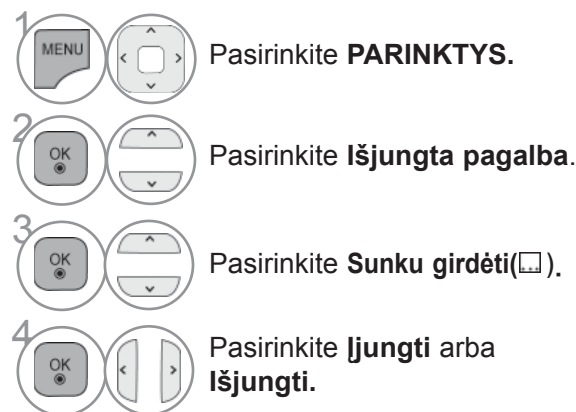 1
MENU
Pasirinkite PARINKTYS.
2
OK
Pasirinkite Išjungta pagalba.
3
OK
Pasirinkite Sunku girdėti( ).
4
OK
Pasirinkite Įjungti arba
Išjungti.